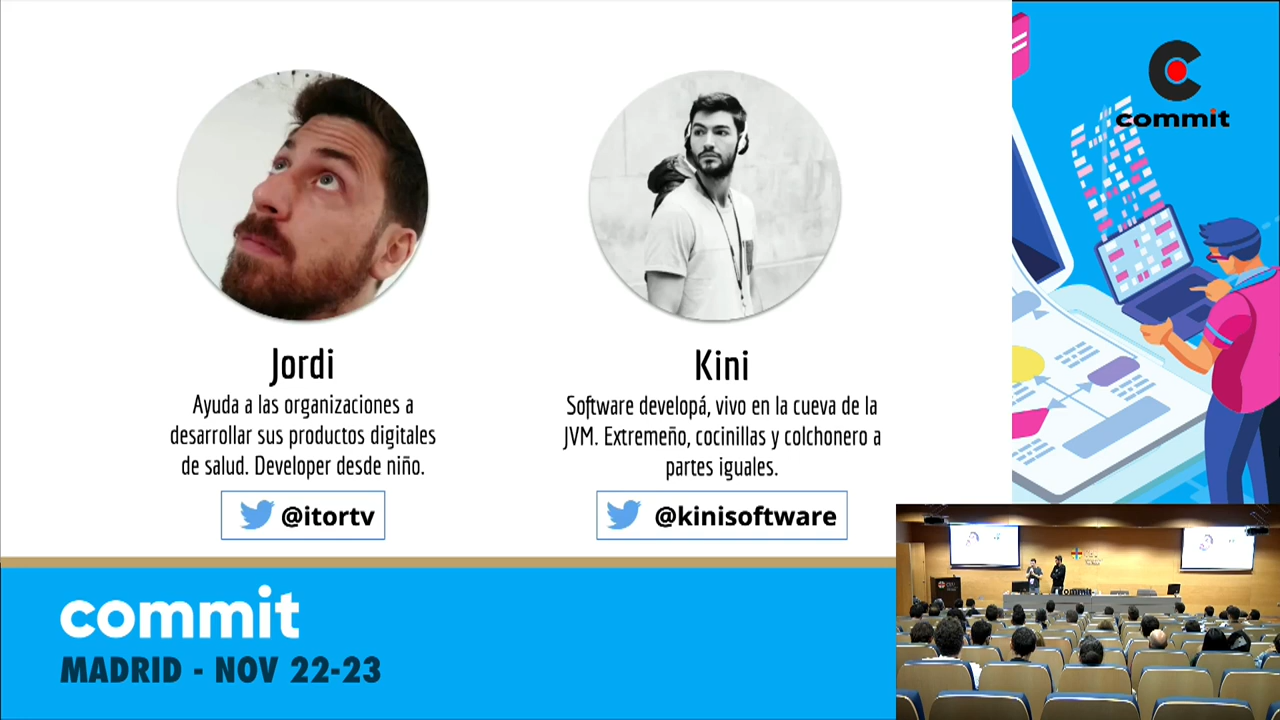 commit
Jordi
Ayuda a las organizaciones a
desarrollar sus productos digitales
de salud. Developer desde niño.
@itortv
Kini
Software developá, vivo en la cueva de la
JVM. Extremeño, cocinillas y colchonero a
partes iguales.
@kinisoftware
commit
MADRID - NOV 22-23